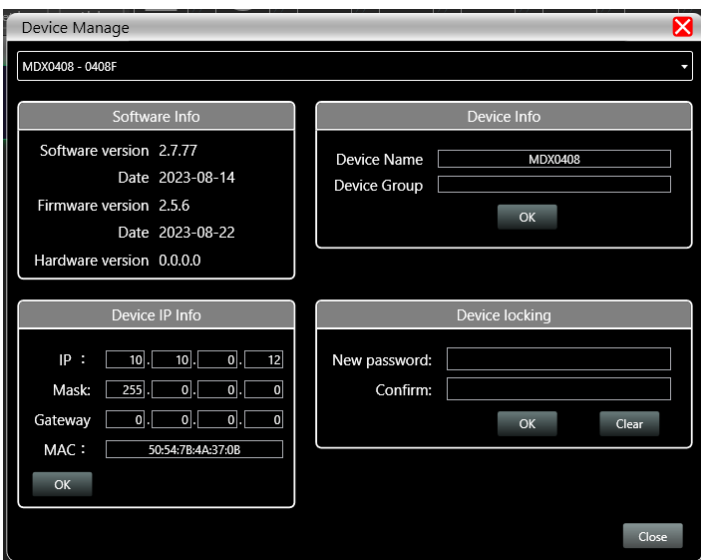 Device Manage
MDX0408 - 0408F
Software Info
Software version 2.7.77
Date 2023-08-14
Firmware version 2.5.6
Date 2023-08-22
Hardware version 0.0.0.0
Device Info
Device Name MDX0408
Device Group
OK
Device IP Info
IP : 10. 10. 0. 12
Mask: 255. 0. 0. 0
Gateway 0. 0. 0. 0
MAC : 50:54:7B:4A:37:0B
OK
Device locking
New password:
Confirm:
OK Clear
Close